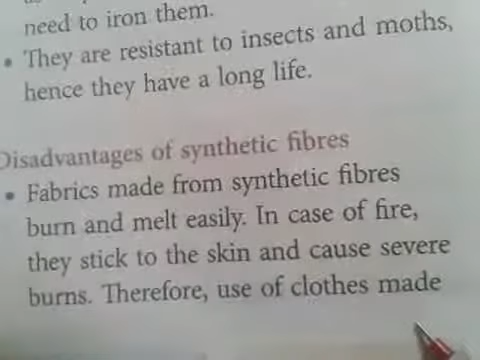 need to iron them.
• They are resistant to insects and moths,
hence they have a long life.
Disadvantages of synthetic fibres
• Fabrics made from synthetic fibres
burn and melt easily. In case of fire,
they stick to the skin and cause severe
burns. Therefore, use of clothes made